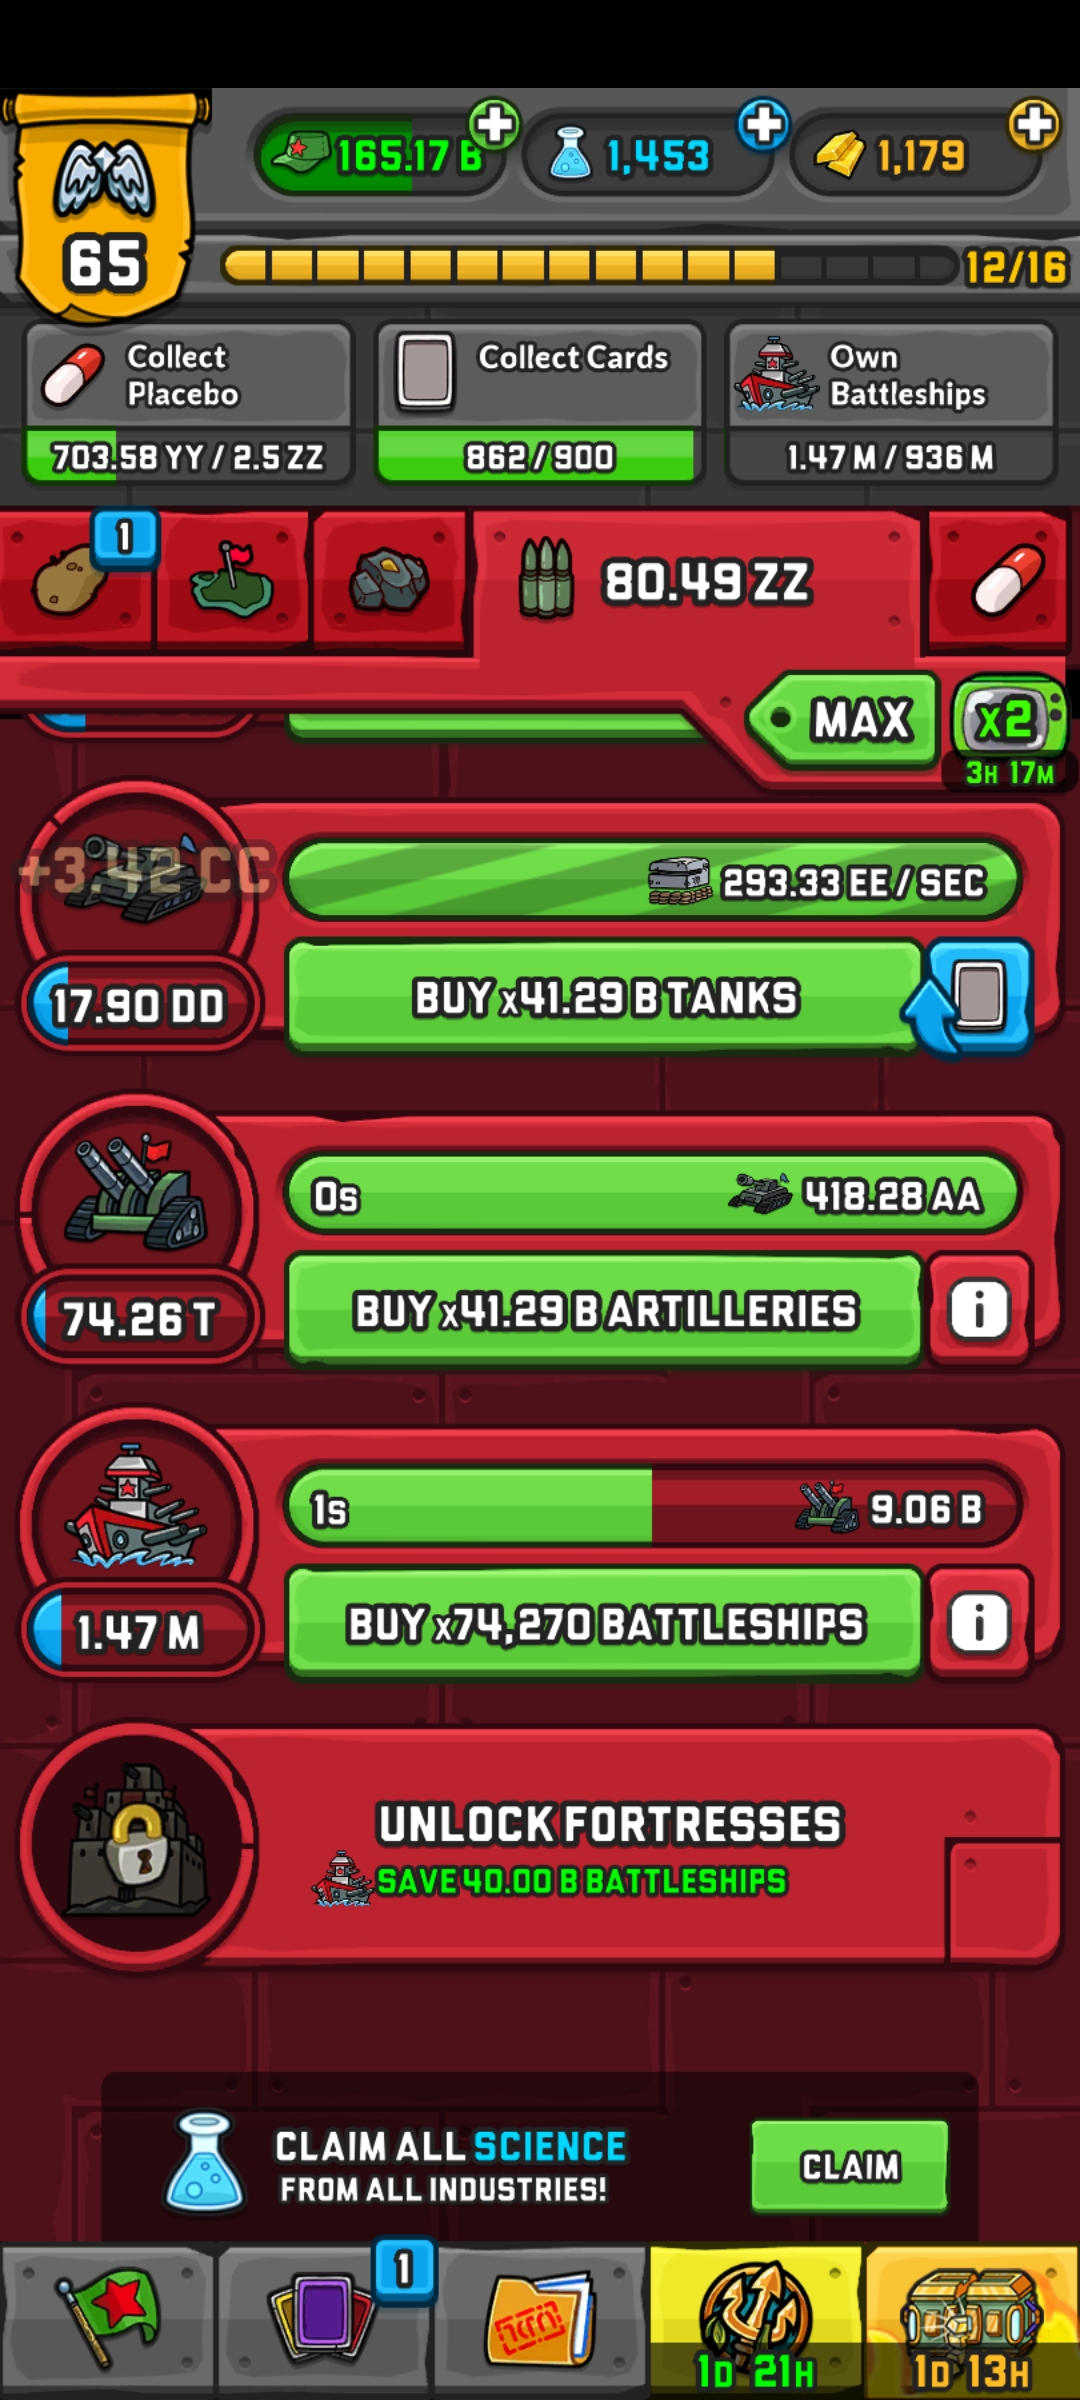 165.17 B
1,453
1,179
65
12/16
Collect
Placebo
703.58 YY / 2.5 ZZ
Collect Cards
862/900
Own
Battleships
1.47 M / 936 M
1
80.49 ZZ
MAX
x2
3H 17M
+3.42 CC
293.33 EE / SEC
17.90 DD
BUY x41.29 B TANKS
0s
418.28 AA
74.26 T
BUY x41.29 B ARTILLERIES
i
1s
9.06 B
1.47 M
BUY x74,270 BATTLESHIPS
i
UNLOCK FORTRESSES
SAVE 40.00 B BATTLESHIPS
CLAIM ALL SCIENCE
FROM ALL INDUSTRIES!
CLAIM
1
1D 21H
1D 13H